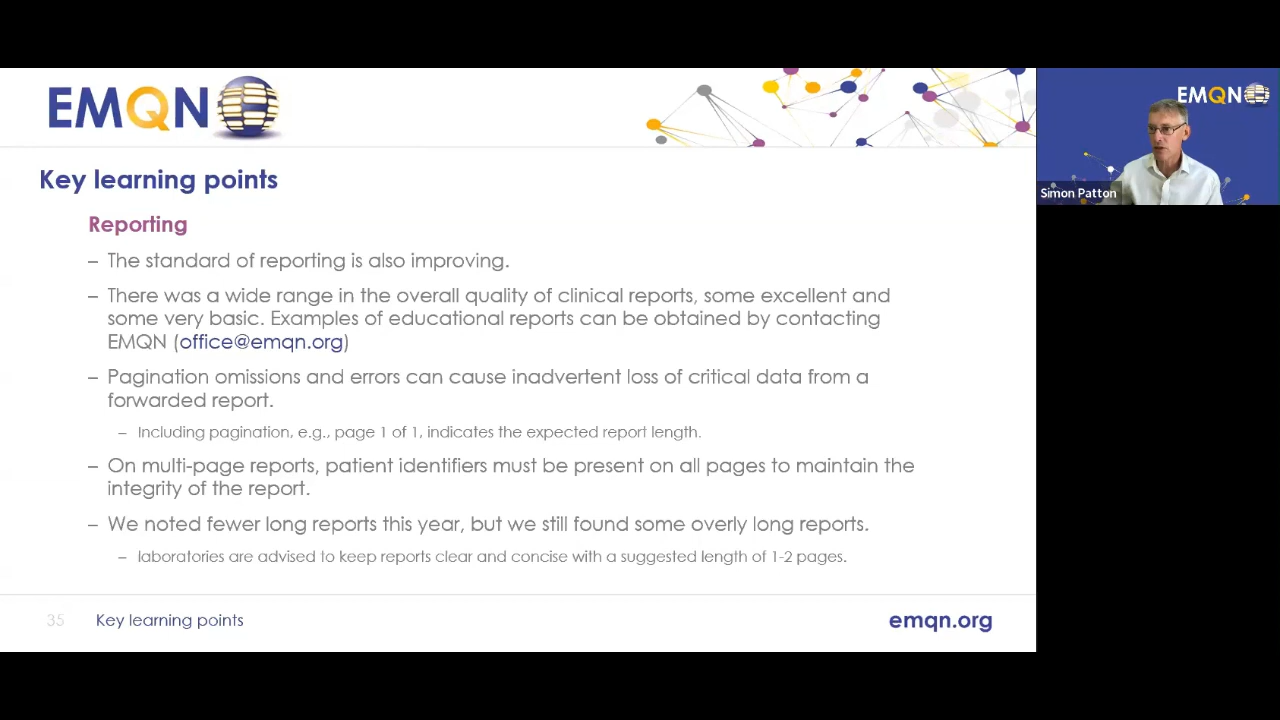 EMQN
EMQN
Simon Patton
Key learning points
Reporting
– The standard of reporting is also improving.
– There was a wide range in the overall quality of clinical reports, some excellent and
some very basic. Examples of educational reports can be obtained by contacting
EMQN (office@emqn.org)
– Pagination omissions and errors can cause inadvertent loss of critical data from a
forwarded report.
– Including pagination, e.g., page 1 of 1, indicates the expected report length.
– On multi-page reports, patient identifiers must be present on all pages to maintain the
integrity of the report.
– We noted fewer long reports this year, but we still found some overly long reports.
– laboratories are advised to keep reports clear and concise with a suggested length of 1-2 pages.
35 Key learning points
emqn.org